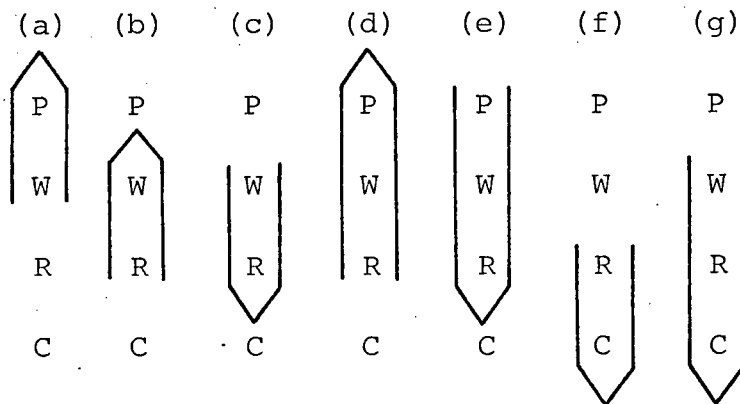 (a) (b) (c) (d) (e) (f) (g)
P P P P P P P
W W W W W W W
R R R R R R R
C C C C C C C